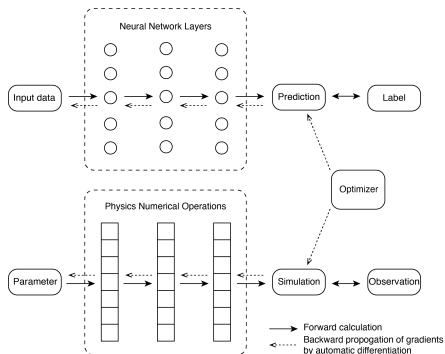 Neural Network Layers
Input data
Prediction
Label
Optimizer
Physics Numerical Operations
Parameter
Simulation
Observation
Forward calculation
Backward propogation of gradients
by automatic differentiation